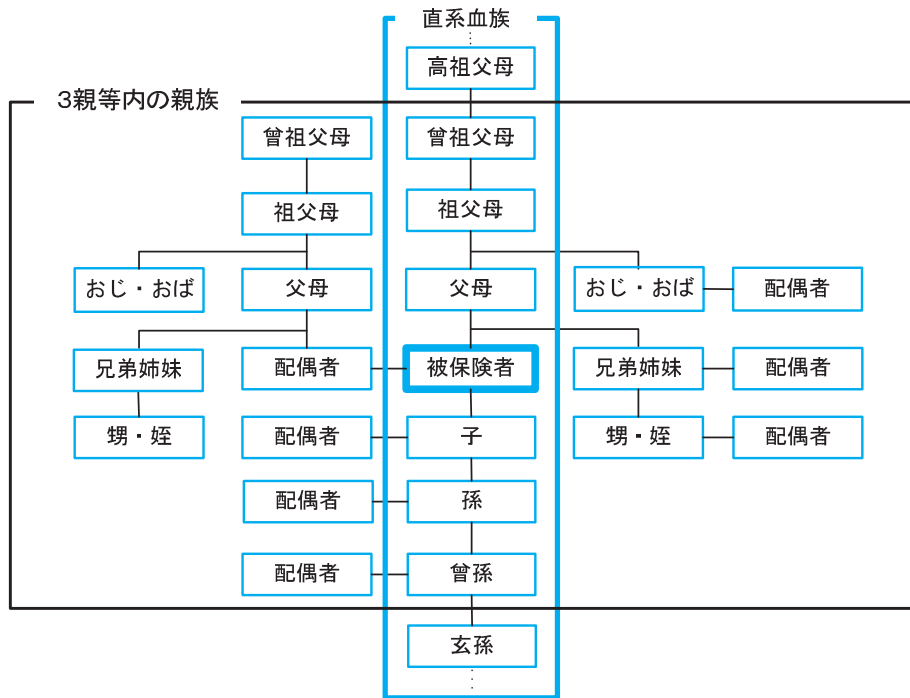 直系血族
高祖父母
3親等内の親族
曾祖父母 曾祖父母
祖父母 祖父母
おじ・おば 父母 父母 おじ・おば 配偶者
兄弟姉妹 配偶者 被保険者 兄弟姉妹 配偶者
甥・姪 配偶者 子 甥・姪 配偶者
配偶者 孫
配偶者 曾孫
玄孫